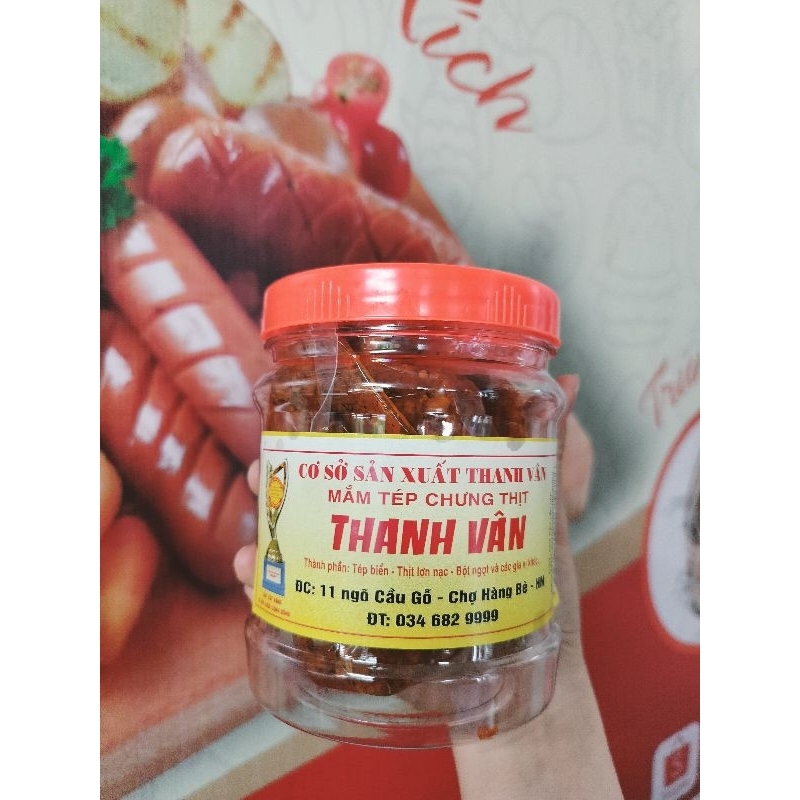 Xích
CƠ SỞ SẢN XUẤT THANH VÂN
MẮM TÉP CHƯNG THỊT
THANH VÂN
Thành phần: Tép biển - Thịt lợn nạc - Bột ngọt và các gia vị khác...
ĐC: 11 ngõ Cầu Gỗ - Chợ Hàng Bè - HN
ĐT: 034 682 9999